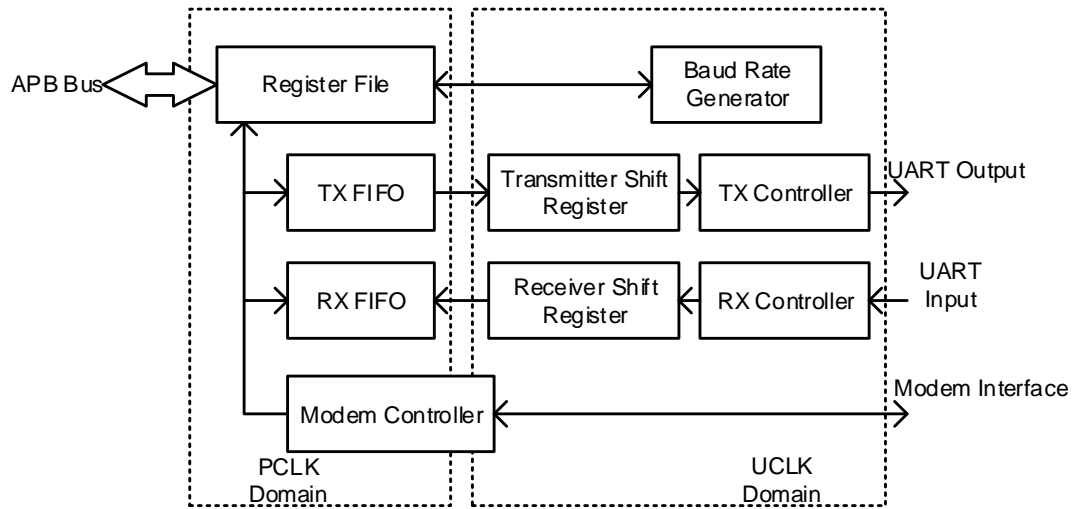 APB Bus
Register File
Baud Rate
Generator
TX FIFO
Transmitter Shift
Register
TX Controller
UART Output
RX FIFO
Receiver Shift
Register
RX Controller
UART
Input
Modem Controller
Modem Interface
PCLK
Domain
UCLK
Domain